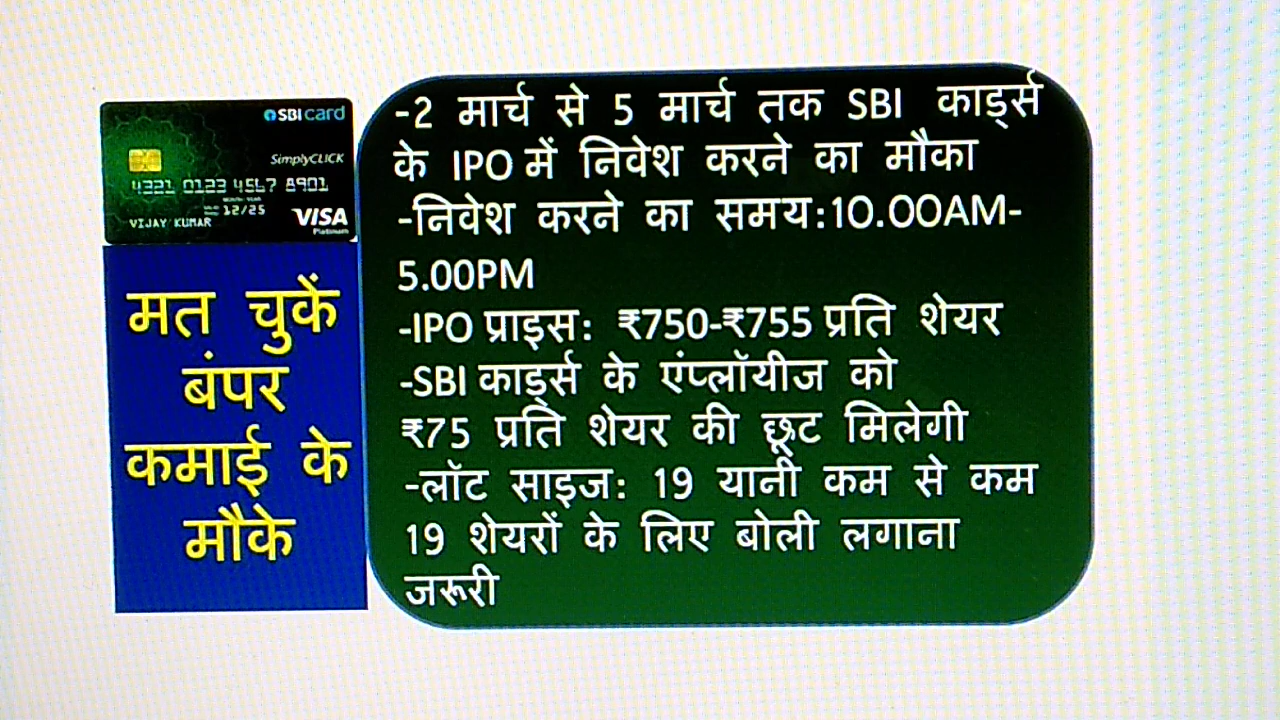 SBI card
SimplyCLICK
4321 0123 4567 8901
12/25
VIJAY KUMAR
VISA
Platinum
मत चुकें
बंपर
कमाई के
मौके
-2 मार्च से 5 मार्च तक SBI कार्ड्स
के IPO में निवेश करने का मौका
-निवेश करने का समय:10.00AM-
5.00PM
-IPO प्राइस: ₹750-₹755 प्रति शेयर
-SBI कार्ड्स के एंप्लॉयीज को
₹75 प्रति शेयर की छूट मिलेगी
-लॉट साइज: 19 यानी कम से कम
19 शेयरों के लिए बोली लगाना
जरूरी